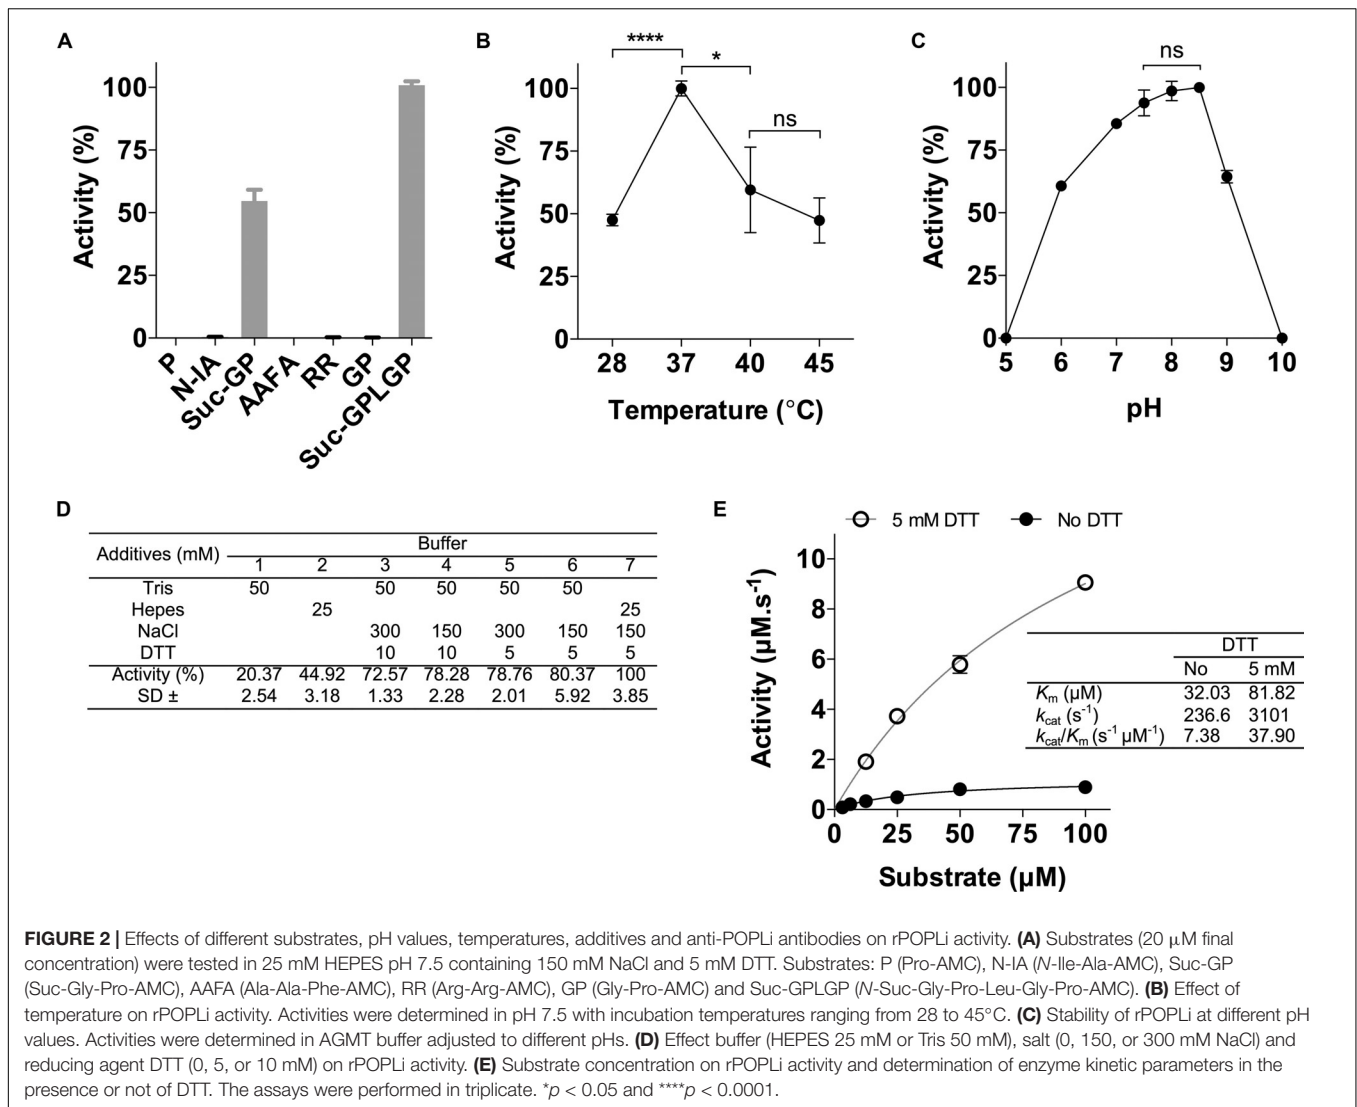 A
Activity (%)
100
75
50
25
0
P
N-IA
Suc-GP
AAFA
RR
GP
Suc-GPLGP
B
****
*
ns
Activity (%)
100
75
50
25
0
28 37 40 45
Temperature (°C)
C
ns
Activity (%)
100
75
50
25
0
5 6 7 8 9 10
pH
D
Additives (mM) Buffer
1 2 3 4 5 6 7
Tris 50 50 50 50 50
Hepes 25 25
NaCl 300 150 300 150 150
DTT 10 10 5 5 5
Activity (%) 20.37 44.92 72.57 78.28 78.76 80.37 100
SD ± 2.54 3.18 1.33 2.28 2.01 5.92 3.85
E
5 mM DTT No DTT
Activity (µM.s-1)
10
8
6
4
2
0
0 25 50 75 100
Substrate (µM)
DTT
No 5 mM
Km (µM) 32.03 81.82
kcat (s-1) 236.6 3101
kcat/Km (s-1 µM-1) 7.38 37.90
FIGURE 2 | Effects of different substrates, pH values, temperatures, additives and anti-POPLi antibodies on rPOPLi activity. (A) Substrates (20 µM final
concentration) were tested in 25 mM HEPES pH 7.5 containing 150 mM NaCl and 5 mM DTT. Substrates: P (Pro-AMC), N-IA (N-Ile-Ala-AMC), Suc-GP
(Suc-Gly-Pro-AMC), AAFA (Ala-Ala-Phe-AMC), RR (Arg-Arg-AMC), GP (Gly-Pro-AMC) and Suc-GPLGP (N-Suc-Gly-Pro-Leu-Gly-Pro-AMC). (B) Effect of
temperature on rPOPLi activity. Activities were determined in pH 7.5 with incubation temperatures ranging from 28 to 45°C. (C) Stability of rPOPLi at different pH
values. Activities were determined in AGMT buffer adjusted to different pHs. (D) Effect buffer (HEPES 25 mM or Tris 50 mM), salt (0, 150, or 300 mM NaCl) and
reducing agent DTT (0, 5, or 10 mM) on rPOPLi activity. (E) Substrate concentration on rPOPLi activity and determination of enzyme kinetic parameters in the
presence or not of DTT. The assays were performed in triplicate. *p < 0.05 and ****p < 0.0001.